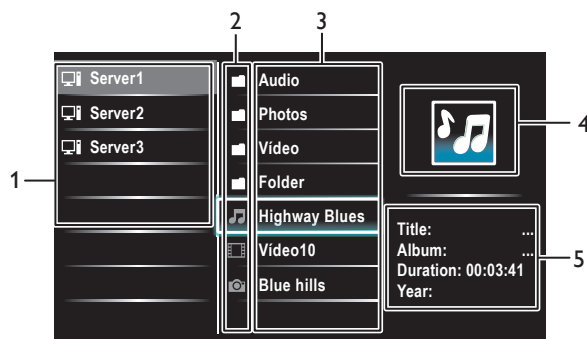 2 3
Server1
Server2
Server3
1
Audio
Photos
Vídeo
Folder
Highway Blues
Vídeo10
Blue hills
4
Title: ...
Album: ...
Duration: 00:03:41
Year:
5